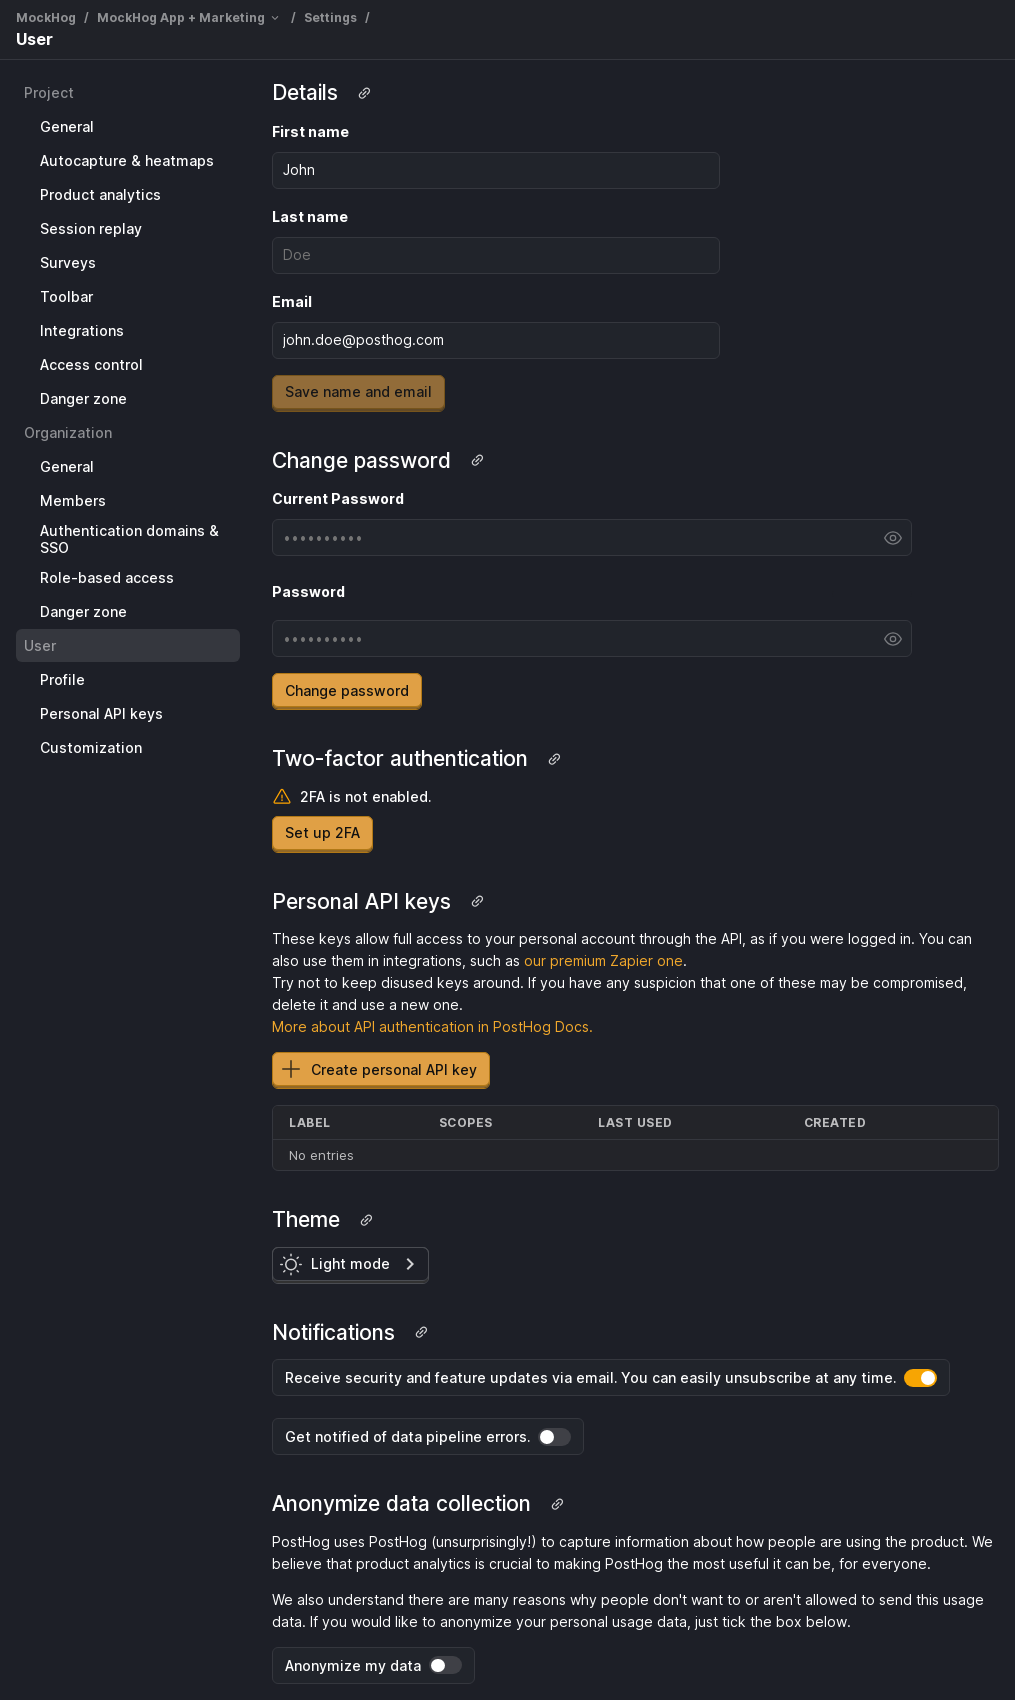 MockHog / MockHog App + Marketing / Settings /
User
Project
General
Autocapture & heatmaps
Product analytics
Session replay
Surveys
Toolbar
Integrations
Access control
Danger zone
Organization
General
Members
Authentication domains &
SSO
Role-based access
Danger zone
User
Profile
Personal API keys
Customization
Details
First name
John
Last name
Doe
Email
john.doe@posthog.com
Save name and email
Change password
Current Password
••••••••••
Password
••••••••••
Change password
Two-factor authentication
2FA is not enabled.
Set up 2FA
Personal API keys
These keys allow full access to your personal account through the API, as if you were logged in. You can
also use them in integrations, such as our premium Zapier one.
Try not to keep disused keys around. If you have any suspicion that one of these may be compromised,
delete it and use a new one.
More about API authentication in PostHog Docs.
Create personal API key
LABEL SCOPES LAST USED CREATED
No entries
Theme
Light mode
Notifications
Receive security and feature updates via email. You can easily unsubscribe at any time.
Get notified of data pipeline errors.
Anonymize data collection
PostHog uses PostHog (unsurprisingly!) to capture information about how people are using the product. We
believe that product analytics is crucial to making PostHog the most useful it can be, for everyone.
We also understand there are many reasons why people don't want to or aren't allowed to send this usage
data. If you would like to anonymize your personal usage data, just tick the box below.
Anonymize my data